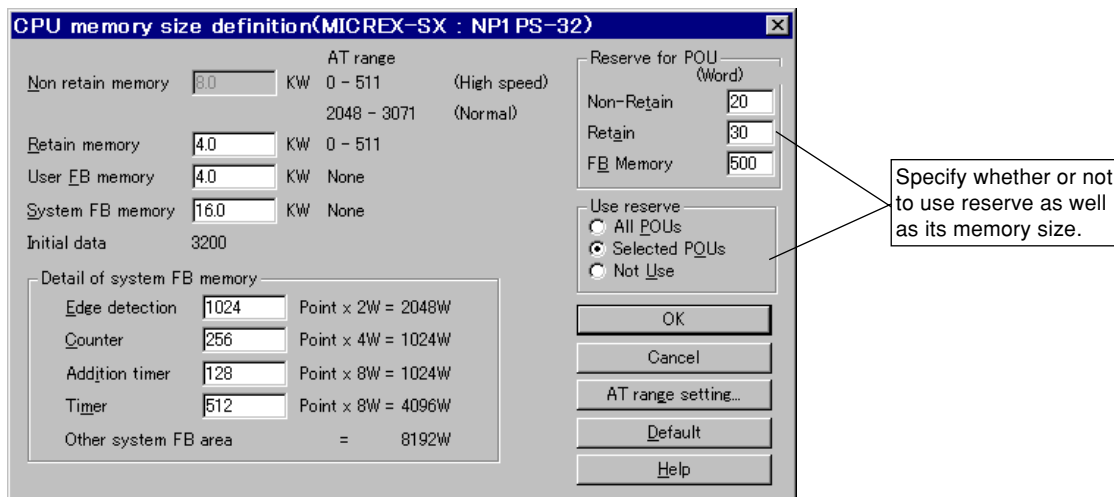 CPU memory size definition(MICREX-SX : NP1PS-32)
AT range
Non retain memory 8.0 KW 0 - 511 (High speed)
2048 - 3071 (Normal)
Retain memory 4.0 KW 0 - 511
User FB memory 4.0 KW None
System FB memory 16.0 KW None
Initial data 3200
Detail of system FB memory
Edge detection 1024 Point x 2W = 2048W
Counter 256 Point x 4W = 1024W
Addition timer 128 Point x 8W = 1024W
Timer 512 Point x 8W = 4096W
Other system FB area = 8192W
Reserve for POU
(Word)
Non-Retain 20
Retain 30
FB Memory 500
Use reserve
All POUs
Selected POUs
Not Use
OK
Cancel
AT range setting...
Default
Help
Specify whether or not
to use reserve as well
as its memory size.